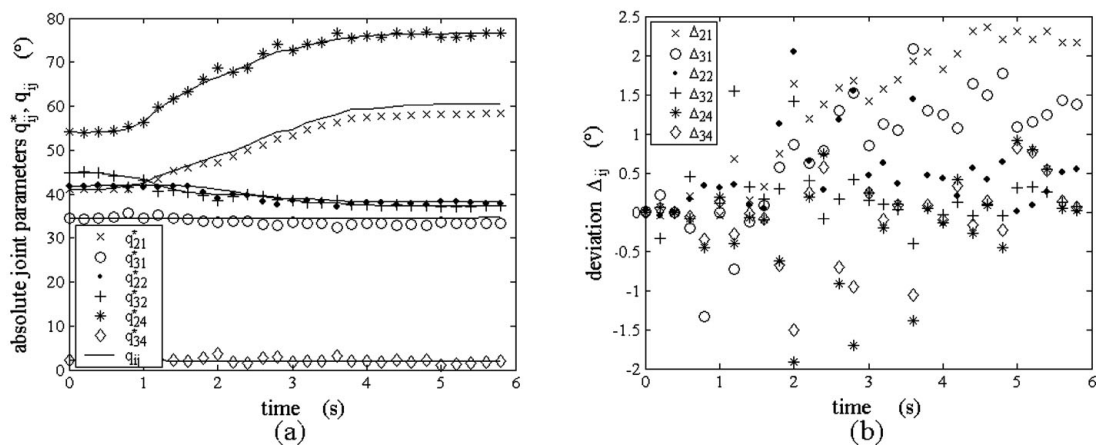 absolute joint parameters q*ij; qij (°)
80
70
60
50
40
30
20
10
0
q*21
q*31
q*22
q*32
q*24
q*34
qij
0 1 2 3 4 5 6
time (s)
(a)
deviation Δij (°)
2.5
2
1.5
1
0.5
0
-0.5
-1
-1.5
-2
Δ21
Δ31
Δ22
Δ32
Δ24
Δ34
0 1 2 3 4 5 6
time (s)
(b)